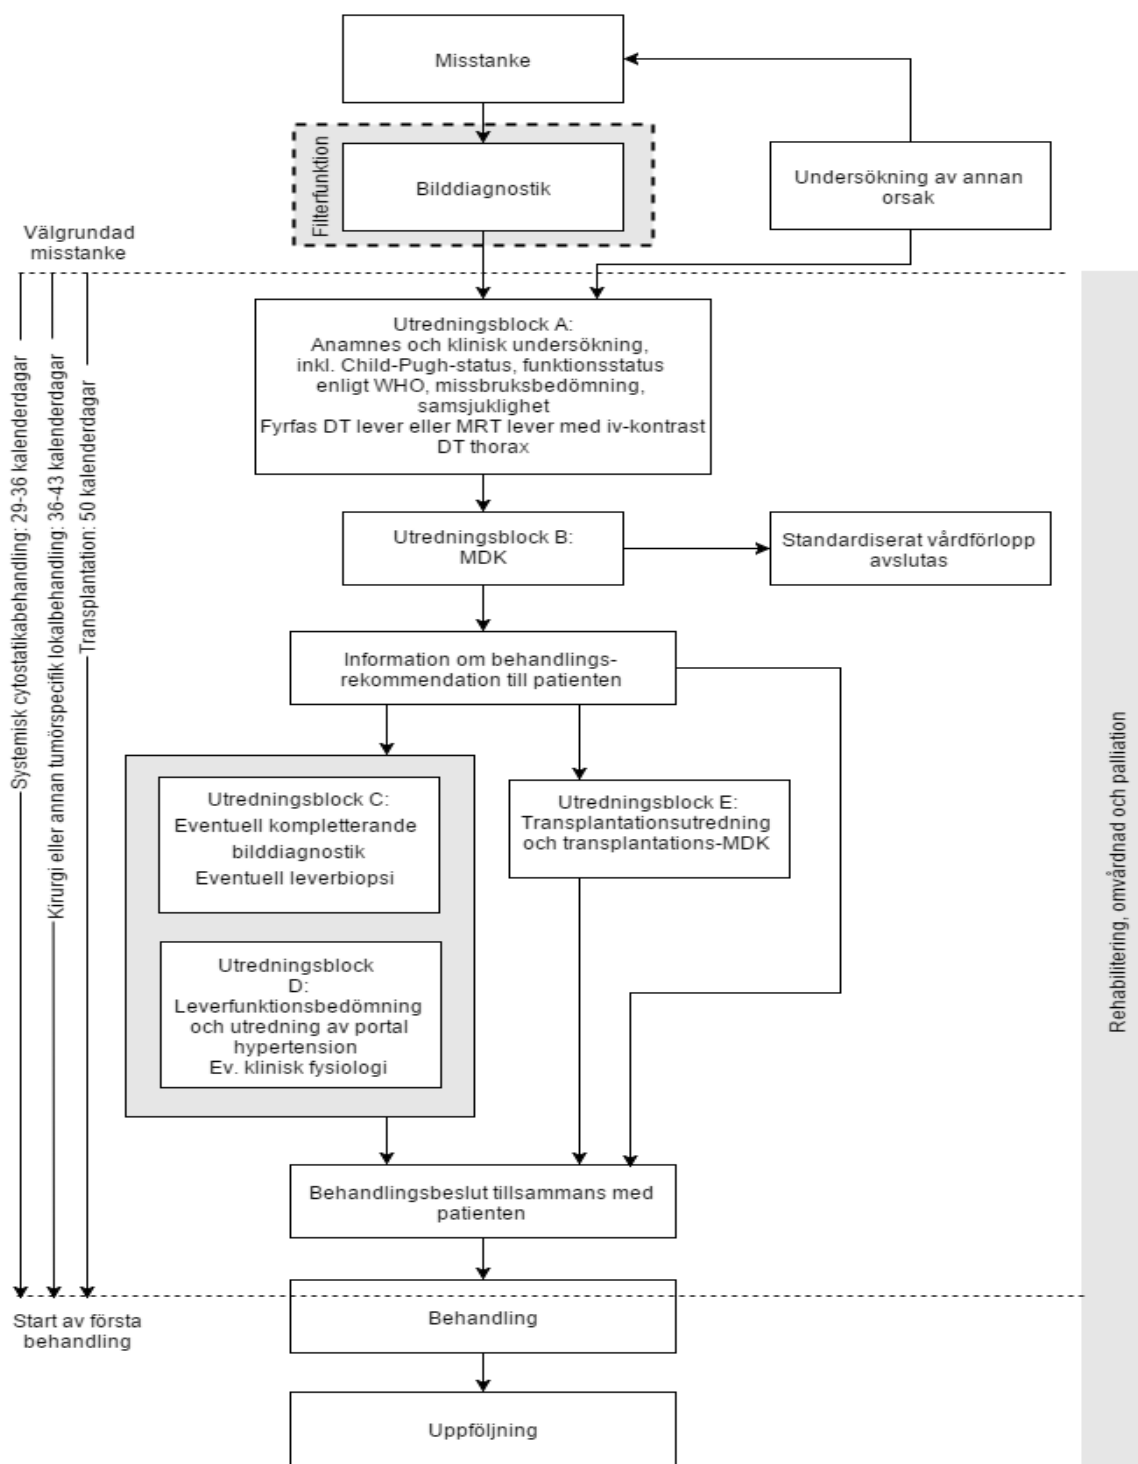 Misstanke
Filterfunktion
Bilddiagnostik
Undersökning av annan
orsak
Välgrundad
misstanke
Utredningsblock A:
Anamnes och klinisk undersökning,
inkl. Child-Pugh-status, funktionsstatus
enligt WHO, missbruksbedömning,
samsjuklighet
Fyrfas DT lever eller MRT lever med iv-kontrast
DT thorax
Systemisk cytostatikabehandling: 29-36 kalenderdagar
Kirurgi eller annan tumörspecifik lokalbehandling: 36-43 kalenderdagar
Transplantation: 50 kalenderdagar
Utredningsblock B:
MDK
Standardiserat vårdförlopp
avslutas
Information om behandlings-
rekommendation till patienten
Utredningsblock C:
Eventuell kompletterande
bilddiagnostik
Eventuell leverbiopsi
Utredningsblock E:
Transplantationsutredning
och transplantations-MDK
Utredningsblock
D:
Leverfunktionsbedömning
och utredning av portal
hypertension
Ev. klinisk fysiologi
Rehabilitering, omvårdnad och palliation
Behandlingsbeslut tillsammans med
patienten
Start av första
behandling
Behandling
Uppföljning